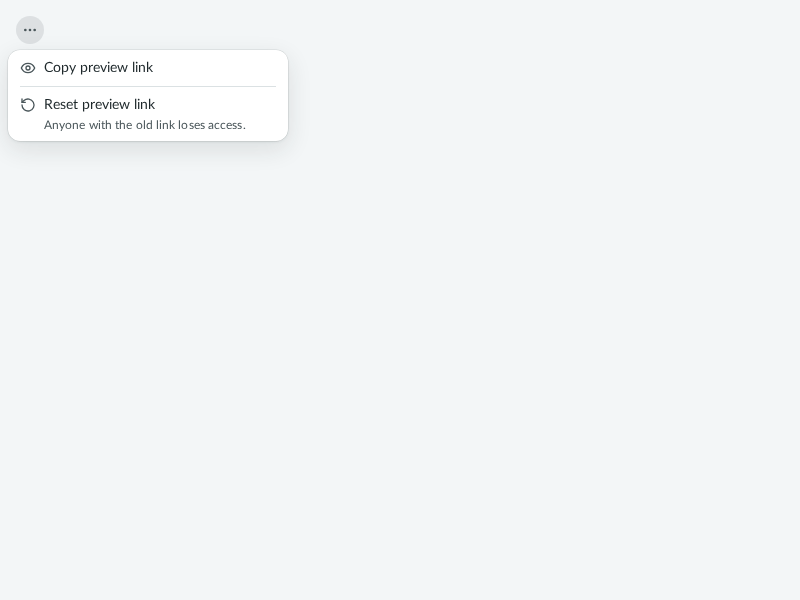 Copy preview link
Reset preview link
Anyone with the old link loses access.